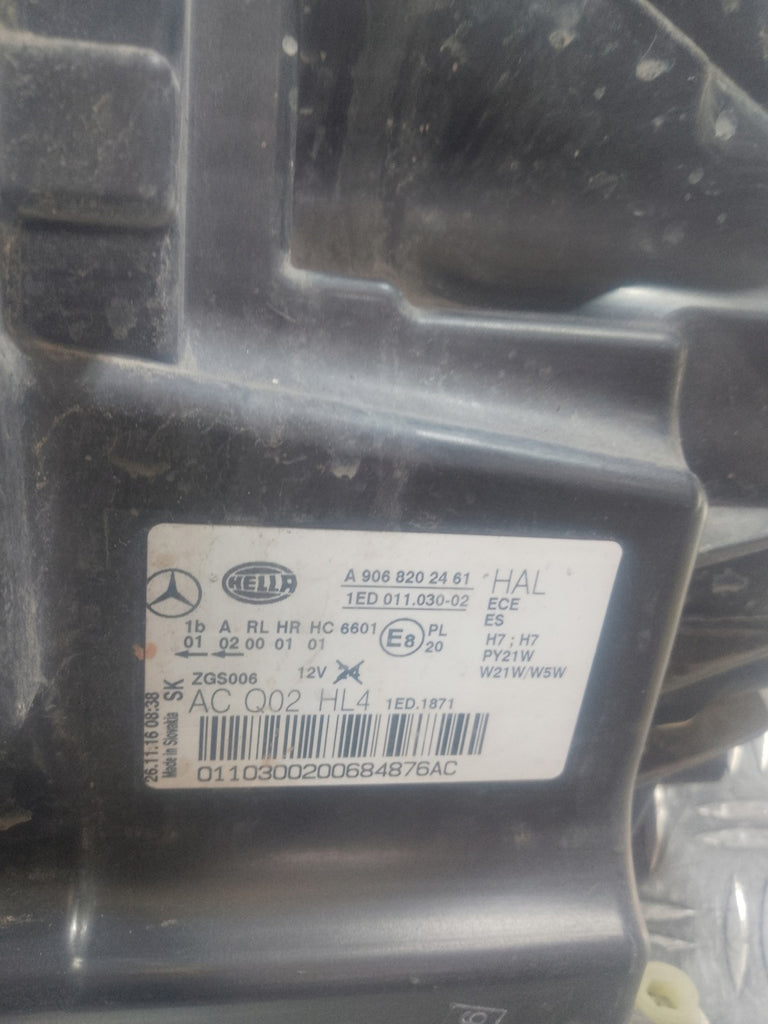 HELLA
A 906 820 24 61
HAL
1ED 011.030-02
ECE
ES
1b A RL HR HC 6601
01 02 00 01 01
E8
PL
20
H7 ; H7
PY21W
W21W/W5W
ZGS006
12V
AC Q02 HL4 1ED.1871
0110300200684876AC
26.11.16 08:38
Made in Slovakia
SK